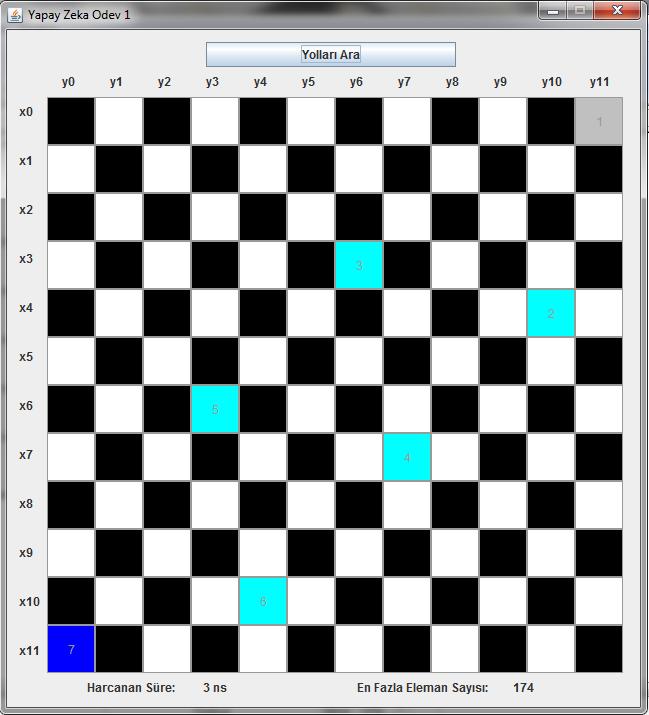 Yapay Zeka Odev 1
Yolları Ara
y0 y1 y2 y3 y4 y5 y6 y7 y8 y9 y10 y11
x0 1
x1
x2
x3 3
x4 2
x5
x6 5
x7 4
x8
x9
x10 6
x11 7
Harcanan Süre: 3 ns En Fazla Eleman Sayısı: 174